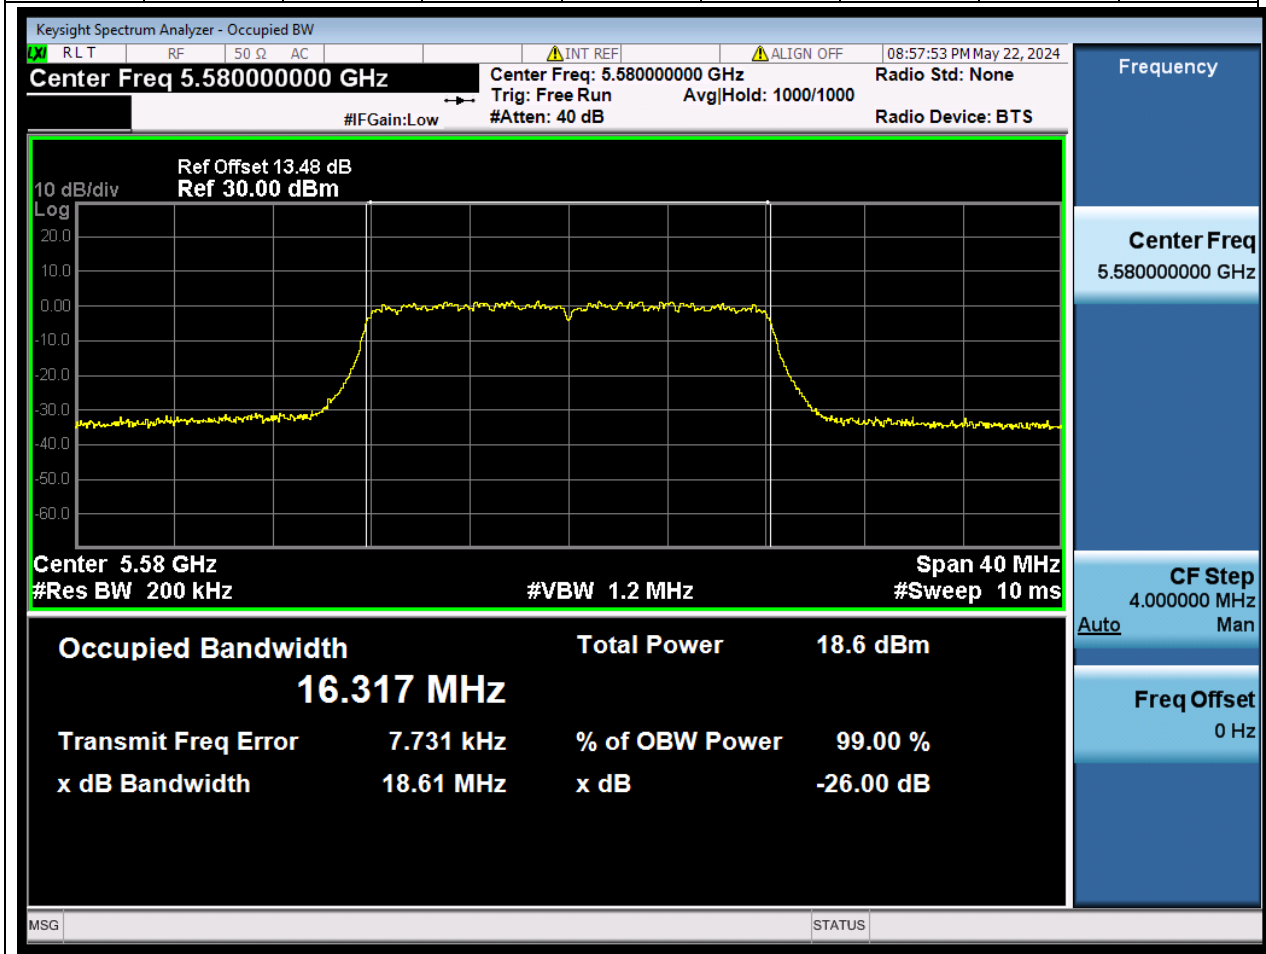 Keysight Spectrum Analyzer - Occupied BW
LXI RLT RF 50 Ω AC INT REF ALIGN OFF 08:57:53 PM May 22, 2024
Center Freq 5.580000000 GHz
#IFGain:Low
Center Freq: 5.580000000 GHz
Trig: Free Run Avg|Hold: 1000/1000
#Atten: 40 dB
Radio Std: None
Radio Device: BTS
Ref Offset 13.48 dB
10 dB/div Ref 30.00 dBm
Log
20.0
10.0
0.00
-10.0
-20.0
-30.0
-40.0
-50.0
-60.0
Center 5.58 GHz Span 40 MHz
#Res BW 200 kHz #VBW 1.2 MHz #Sweep 10 ms
Occupied Bandwidth Total Power 18.6 dBm
16.317 MHz
Transmit Freq Error 7.731 kHz % of OBW Power 99.00 %
x dB Bandwidth 18.61 MHz x dB -26.00 dB
MSG STATUS
Frequency
Center Freq
5.580000000 GHz
CF Step
4.000000 MHz
Auto Man
Freq Offset
0 Hz